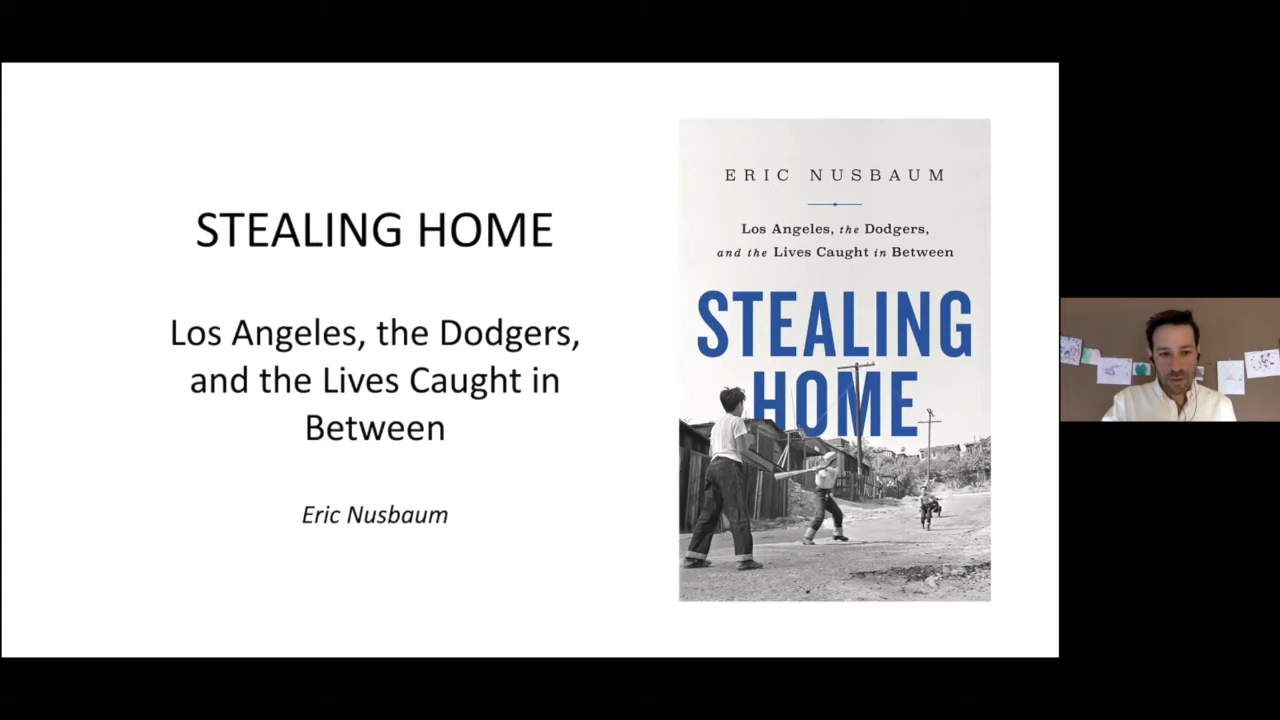 STEALING HOME
Los Angeles, the Dodgers,
and the Lives Caught in
Between
Eric Nusbaum
ERIC NUSBAUM
Los Angeles, the Dodgers,
and the Lives Caught in Between
STEALING
HOME